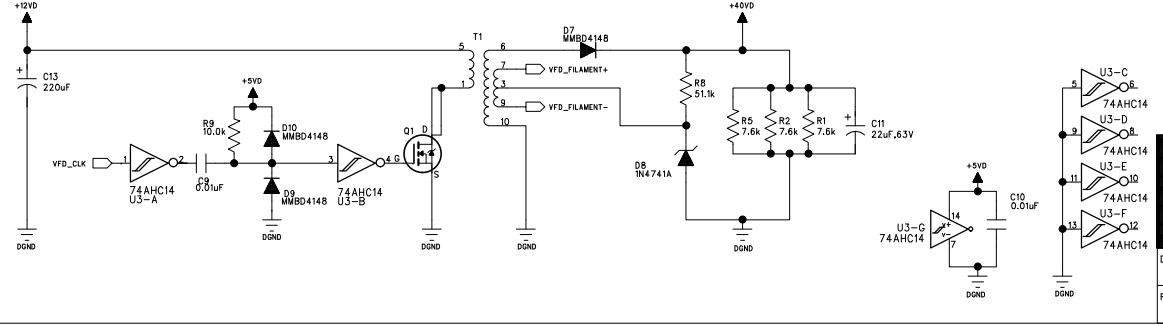 +12VD
+
C13
220uF
DGND
VFD_CLK
1
2
74AHC14
U3-A
C9
0.01uF
R9
10.0k
+5VD
D10
MMBD4148
D9
MMBD4148
DGND
3
4
74AHC14
U3-B
Q1
D
G
S
DGND
T1
5
1
6
7
3
9
10
VFD_FILAMENT+
VFD_FILAMENT-
DGND
D7
MMBD4148
R8
51.1k
D8
1N4741A
+40VD
R5
7.6k
R2
7.6k
R1
7.6k
+
C11
22uF,63V
DGND
U3-G
74AHC14
14
V+
V-
7
+5VD
C10
0.01uF
DGND
U3-C
5
6
74AHC14
U3-D
9
8
74AHC14
U3-E
11
10
74AHC14
U3-F
13
12
74AHC14
DGND